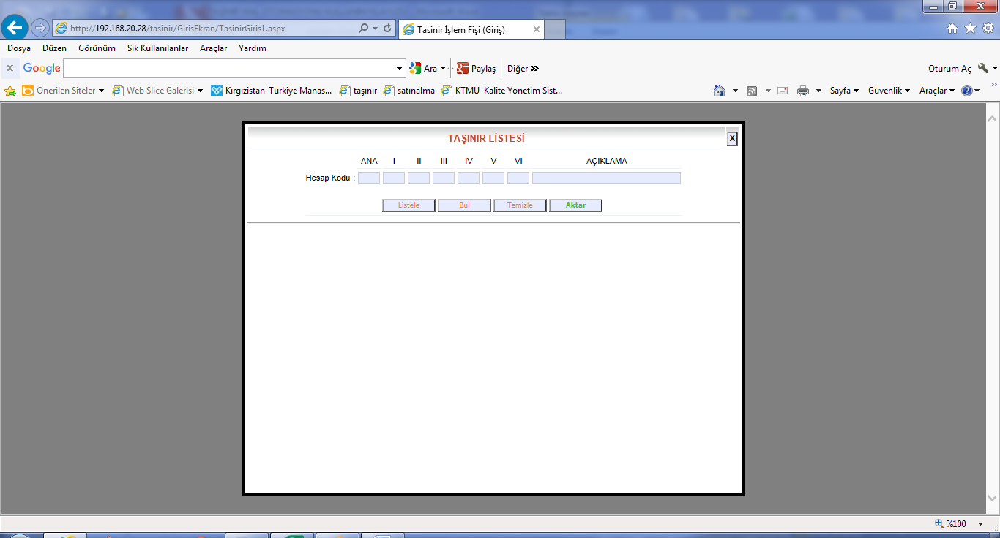 http://192.168.20.28/tasinir/GirisEkran/TasinirGiris1.aspx
Tasinir İşlem Fişi (Giriş)
Dosya Düzen Görünüm Sık Kullanılanlar Araçlar Yardım
x Google Ara Paylaş Diğer » Oturum Aç
Önerilen Siteler Web Slice Galerisi Kırgızistan-Türkiye Manas... taşınır satınalma KTMÜ Kalite Yonetim Sist... Sayfa Güvenlik Araçlar »
TAŞINIR LİSTESİ X
ANA I II III IV V VI AÇIKLAMA
Hesap Kodu :
Listele Bul Temizle Aktar
%100